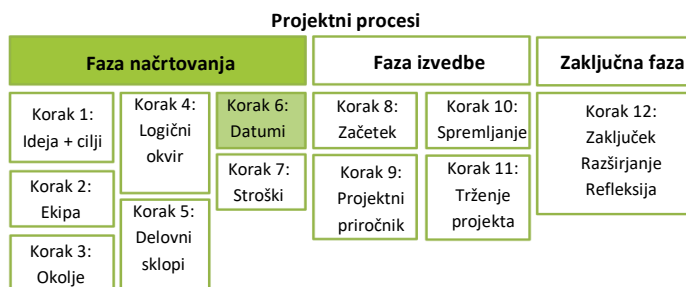 Projektni procesi
Faza načrtovanja
Faza izvedbe
Zaključna faza
Korak 1:
Ideja + cilji
Korak 2:
Ekipa
Korak 3:
Okolje
Korak 4:
Logični
okvir
Korak 5:
Delovni
sklopi
Korak 6:
Datumi
Korak 7:
Stroški
Korak 8:
Začetek
Korak 9:
Projektni
priročnik
Korak 10:
Spremljanje
Korak 11:
Trženje
projekta
Korak 12:
Zaključek
Razširjanje
Refleksija